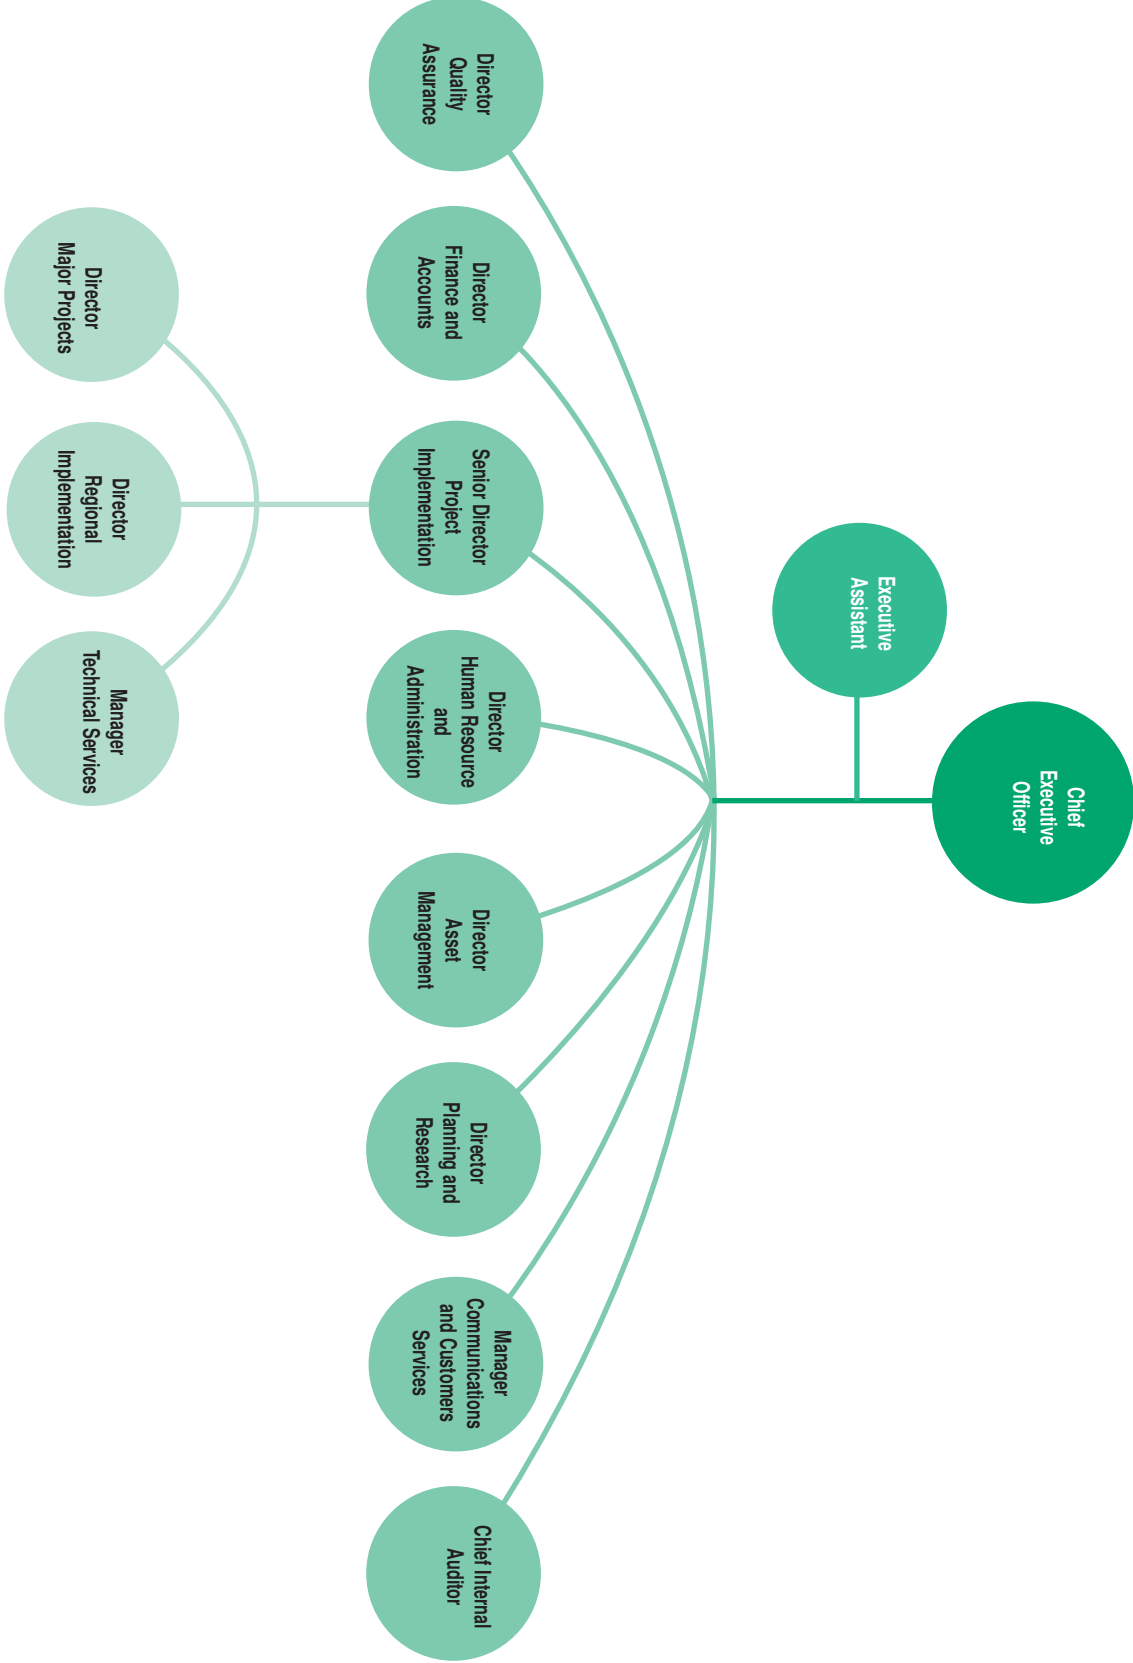 Chief
Executive
Officer
Executive
Assistant
Director
Quality
Assurance
Director
Finance and
Accounts
Senior Director
Project
Implementation
Director
Human Resource
and
Administration
Director
Asset
Management
Director
Planning and
Research
Manager
Communications
and Customers
Services
Chief Internal
Auditor
Director
Major Projects
Director
Regional
Implementation
Manager
Technical Services